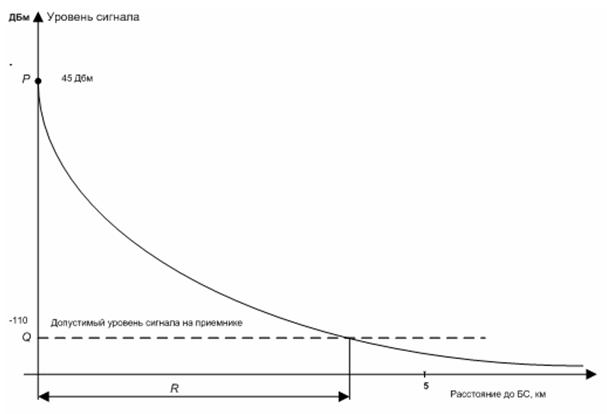 ДБм Уровень сигнала
P 45 Дбм
-110 Допустимый уровень сигнала на приемнике
Q
5
R
Расстояние до БС, км